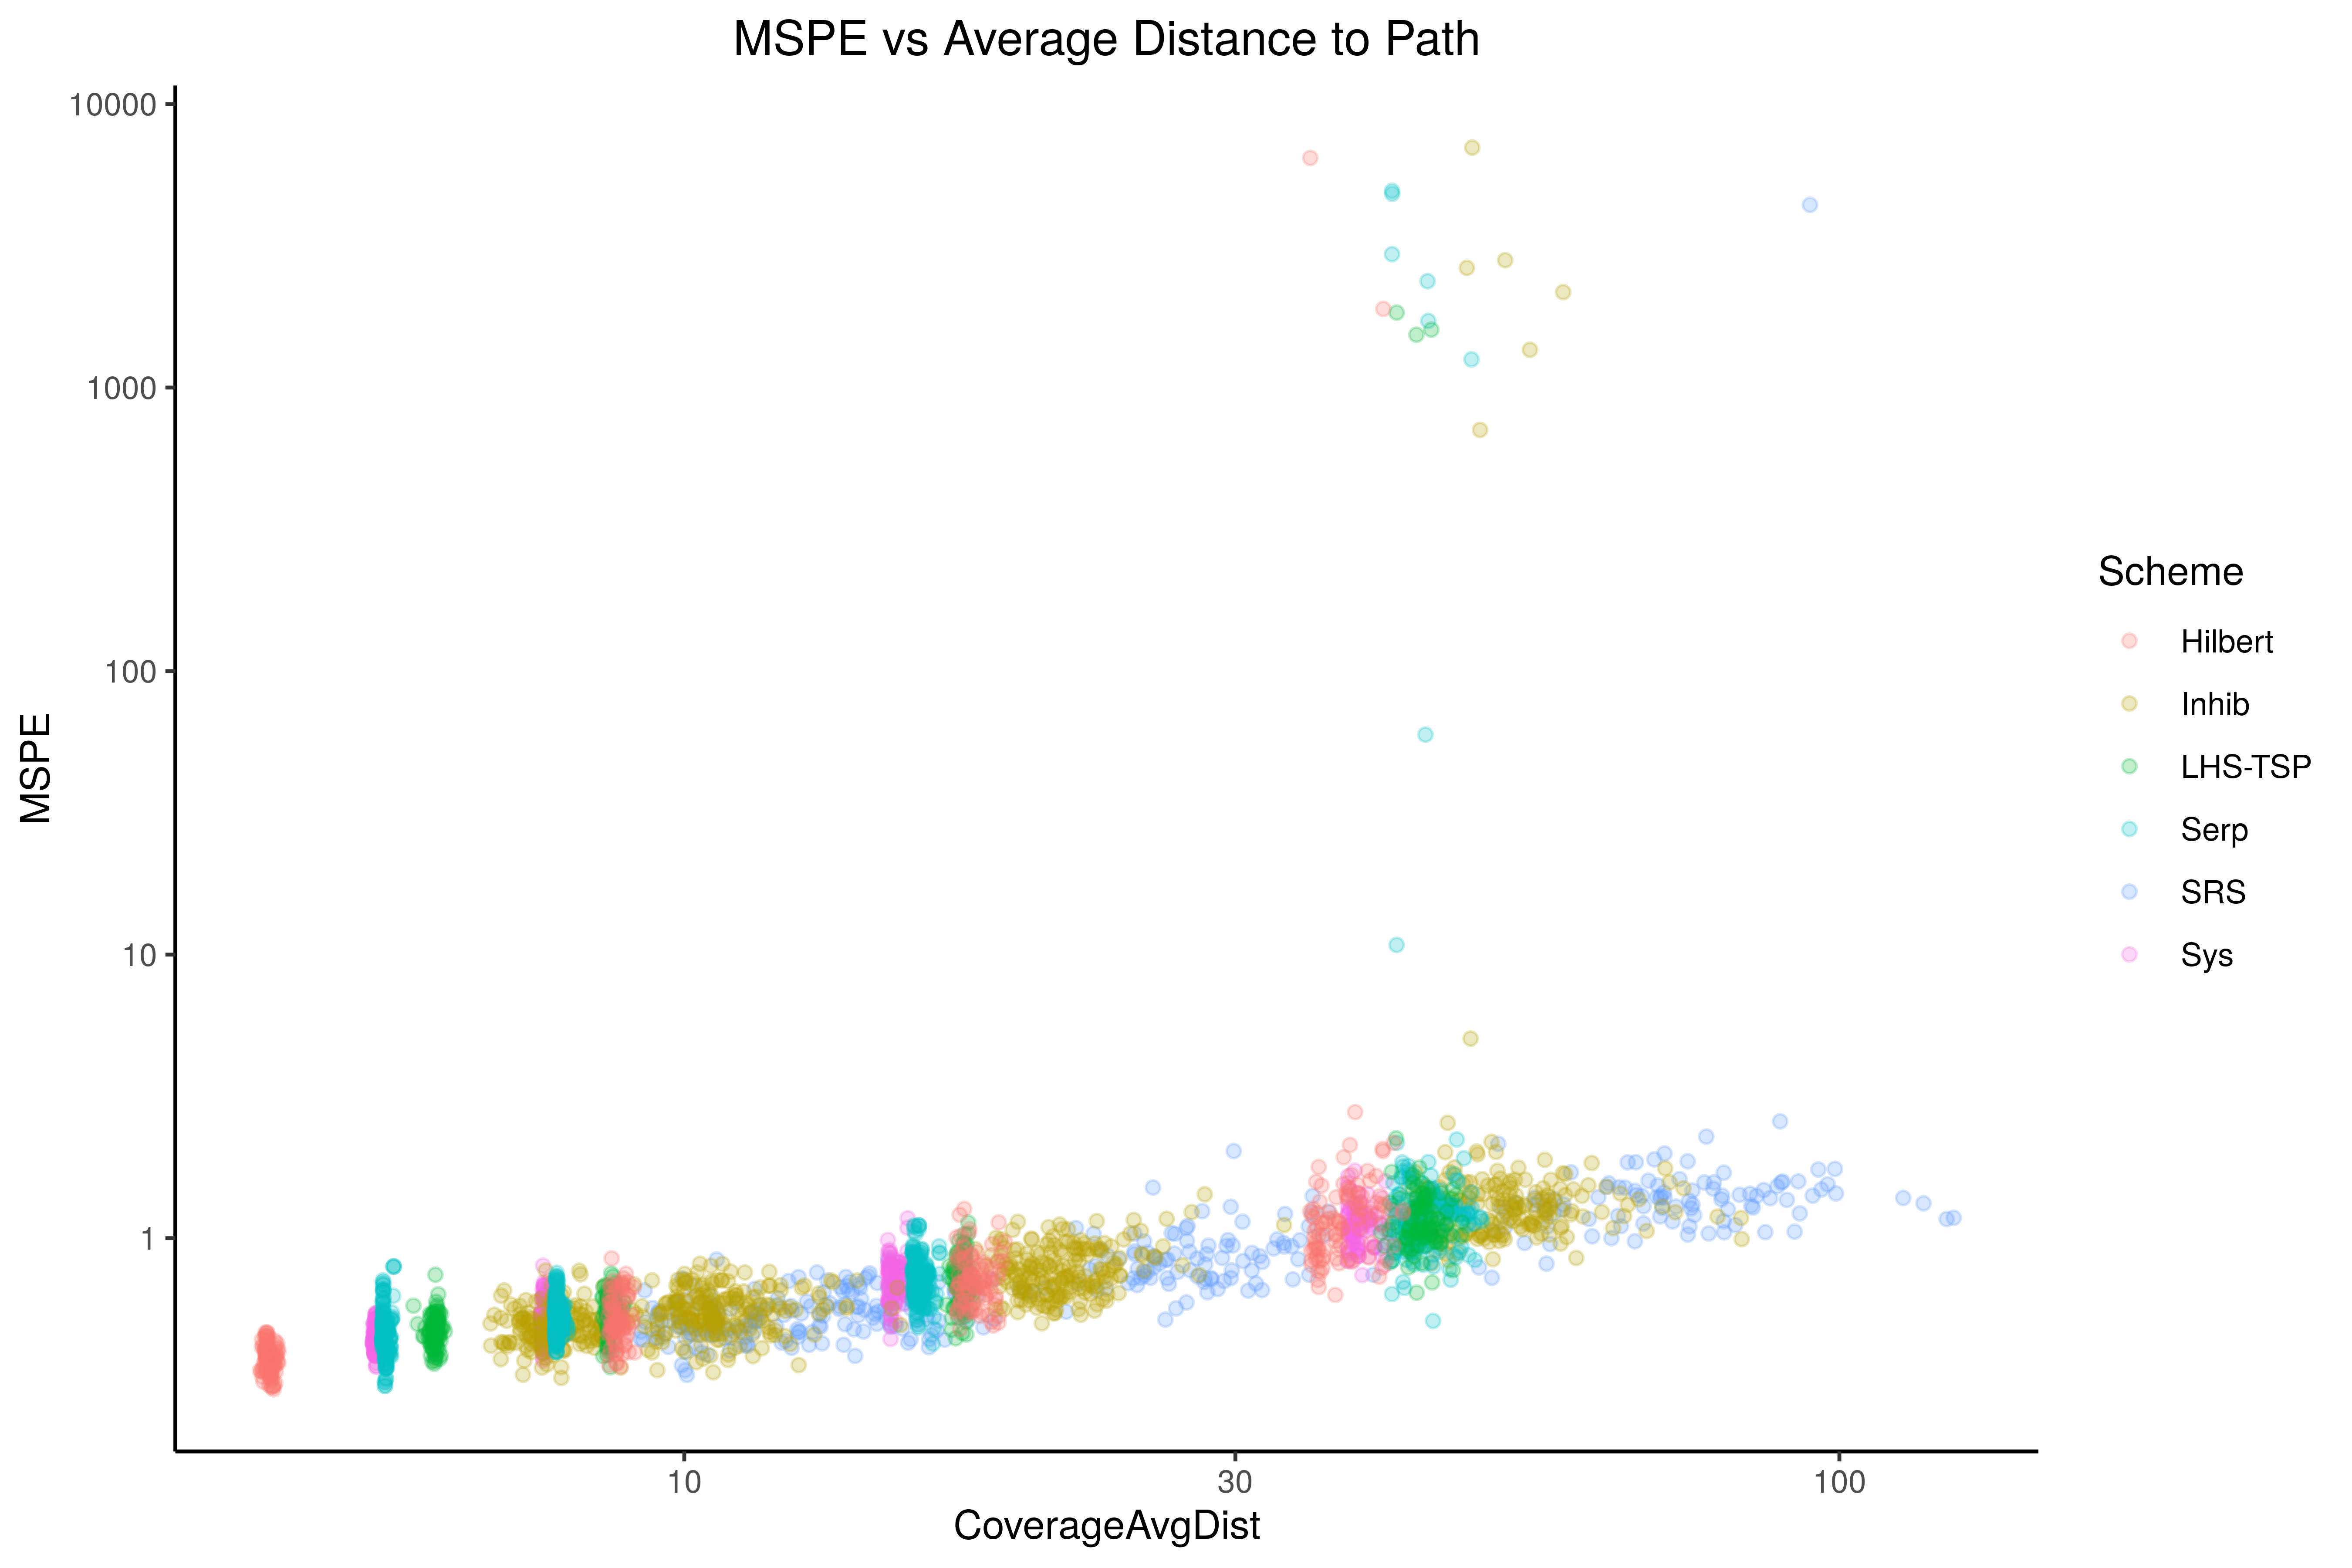 MSPE vs Average Distance to Path
10000
1000
100
10
1
MSPE
10
30
100
CoverageAvgDist
Scheme
Hilbert
Inhib
LHS-TSP
Serp
SRS
Sys